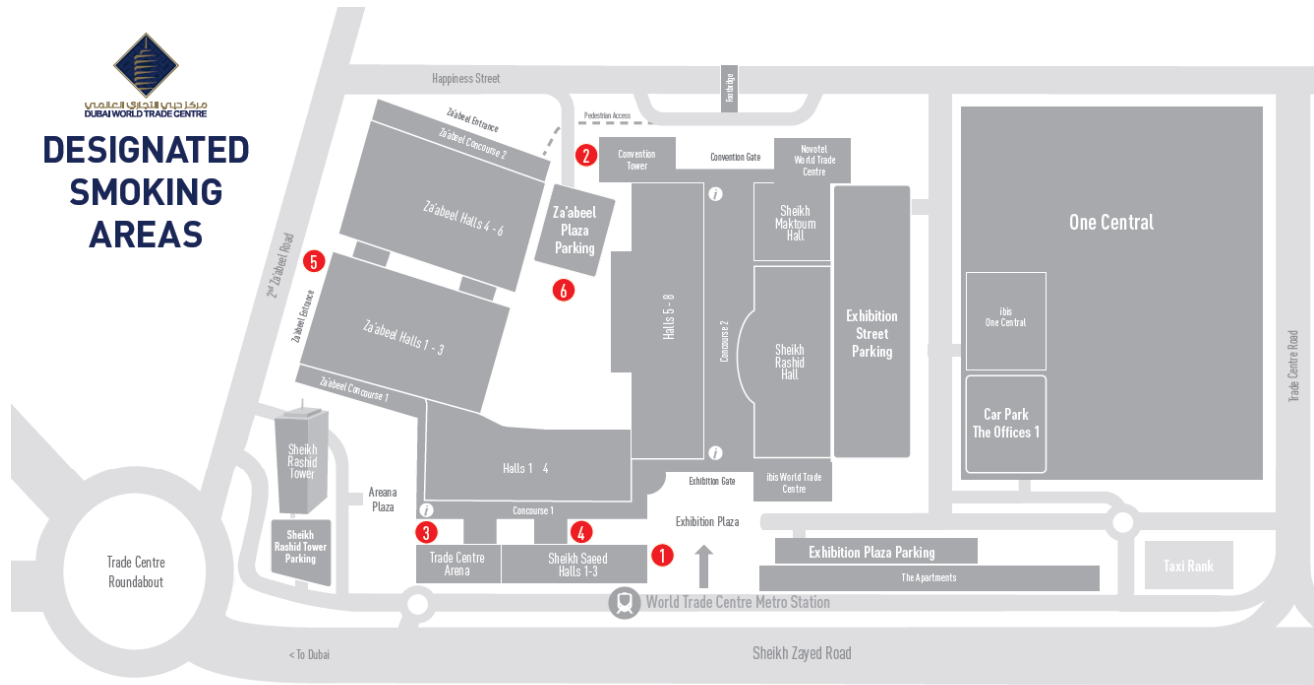 مركز دبي التجاري العالمي
DUBAI WORLD TRADE CENTRE
DESIGNATED
SMOKING
AREAS
Happiness Street
Footbridge
Pedestrian Access
Za'abeel Entrance
Za'abeel Concourse 2
2
Convention
Tower
Convention Gate
Novotel
World Trade
Centre
i
Za'abeel Halls 4 - 6
Za'abeel
Plaza
Parking
Sheikh
Maktoum
Hall
One Central
2nd Za'abeel Road
5
6
Za'abeel Entrance
Za'abeel Halls 1 - 3
Halls 5 - 8
Concourse 2
Sheikh
Rashid
Hall
Exhibition
Street
Parking
ibis
One Central
Trade Centre Road
Za'abeel Concourse 1
Car Park
The Offices 1
Sheikh
Rashid
Tower
Halls 1 4
i
Exhibition Gate
ibis World Trade
Centre
Areana
Plaza
i
Concourse 1
Exhibition Plaza
3
4
1
Sheikh
Rashid Tower
Parking
Trade Centre
Arena
Sheikh Saeed
Halls 1-3
Exhibition Plaza Parking
The Apartments
Taxi Rank
Trade Centre
Roundabout
World Trade Centre Metro Station
< To Dubai
Sheikh Zayed Road